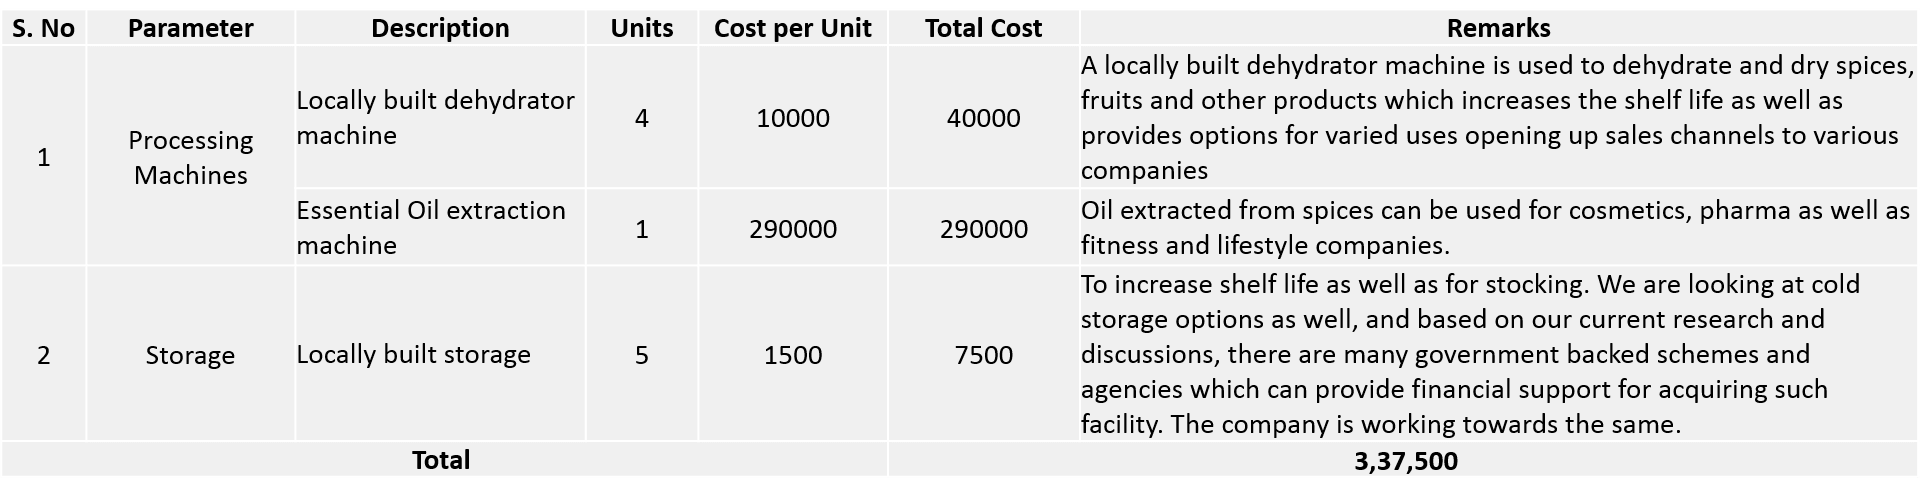 S. No Parameter Description Units Cost per Unit Total Cost Remarks
1
Processing
Machines
Locally built dehydrator
machine
4
10000
40000
A locally built dehydrator machine is used to dehydrate and dry spices,
fruits and other products which increases the shelf life as well as
provides options for varied uses opening up sales channels to various
companies
Essential Oil extraction
machine
1
290000
290000
Oil extracted from spices can be used for cosmetics, pharma as well as
fitness and lifestyle companies.
2
Storage
Locally built storage
5
1500
7500
To increase shelf life as well as for stocking. We are looking at cold
storage options as well, and based on our current research and
discussions, there are many government backed schemes and
agencies which can provide financial support for acquiring such
facility. The company is working towards the same.
Total 3,37,500